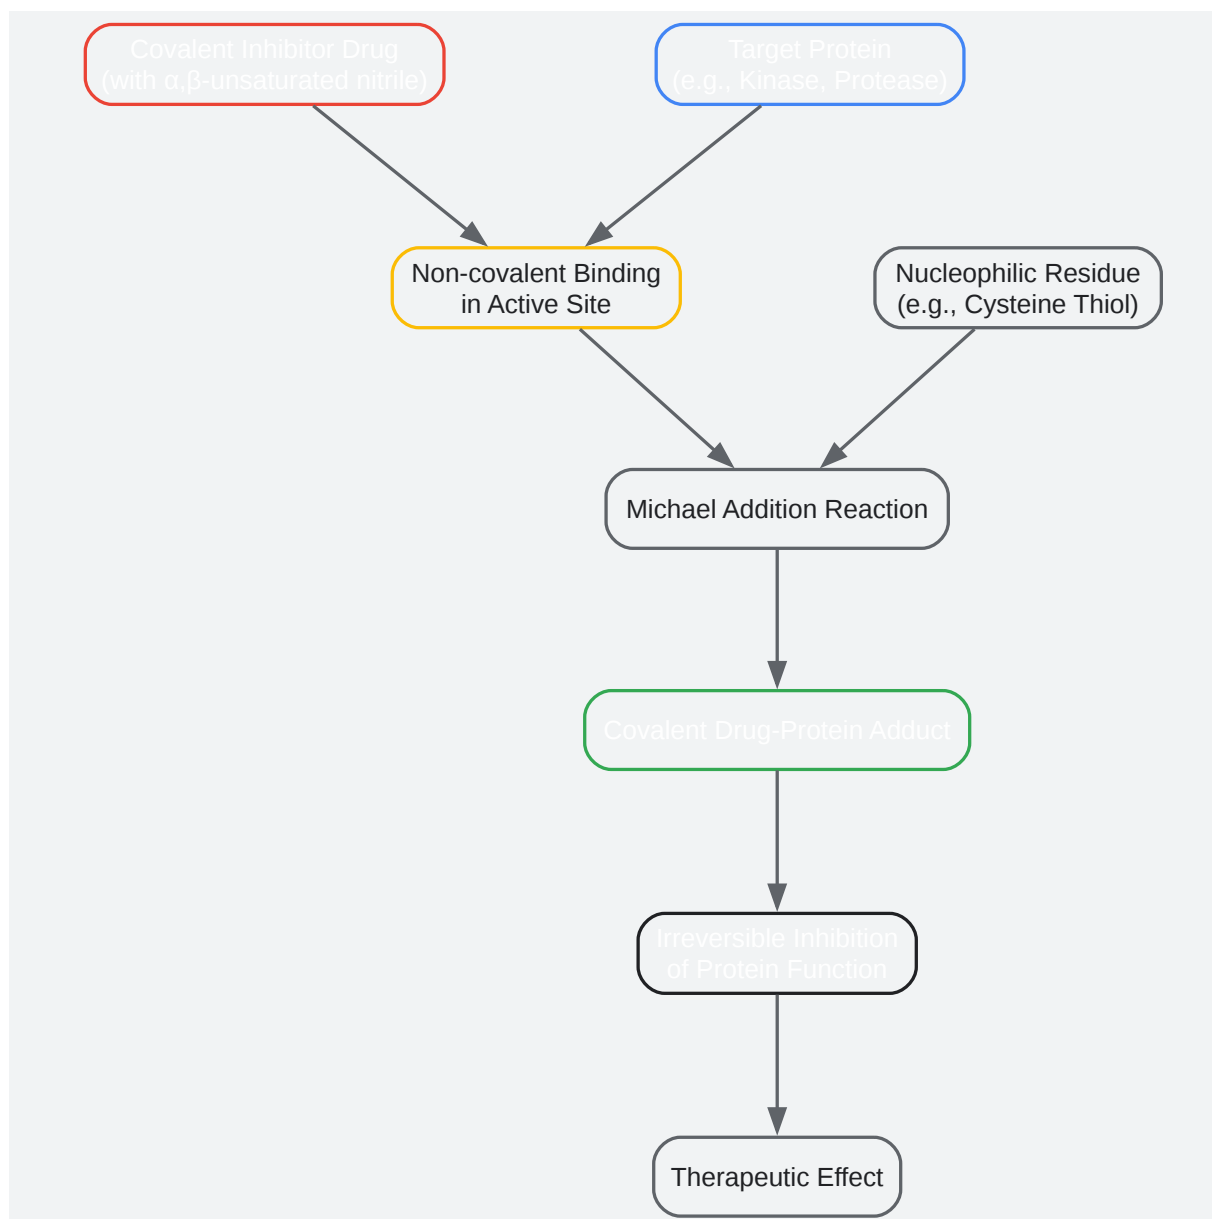 Covalent Inhibitor Drug
(with α,β-unsaturated nitrile)
Target Protein
(e.g., Kinase, Protease)
Non-covalent Binding
in Active Site
Nucleophilic Residue
(e.g., Cysteine Thiol)
Michael Addition Reaction
Covalent Drug-Protein Adduct
Irreversible Inhibition
of Protein Function
Therapeutic Effect